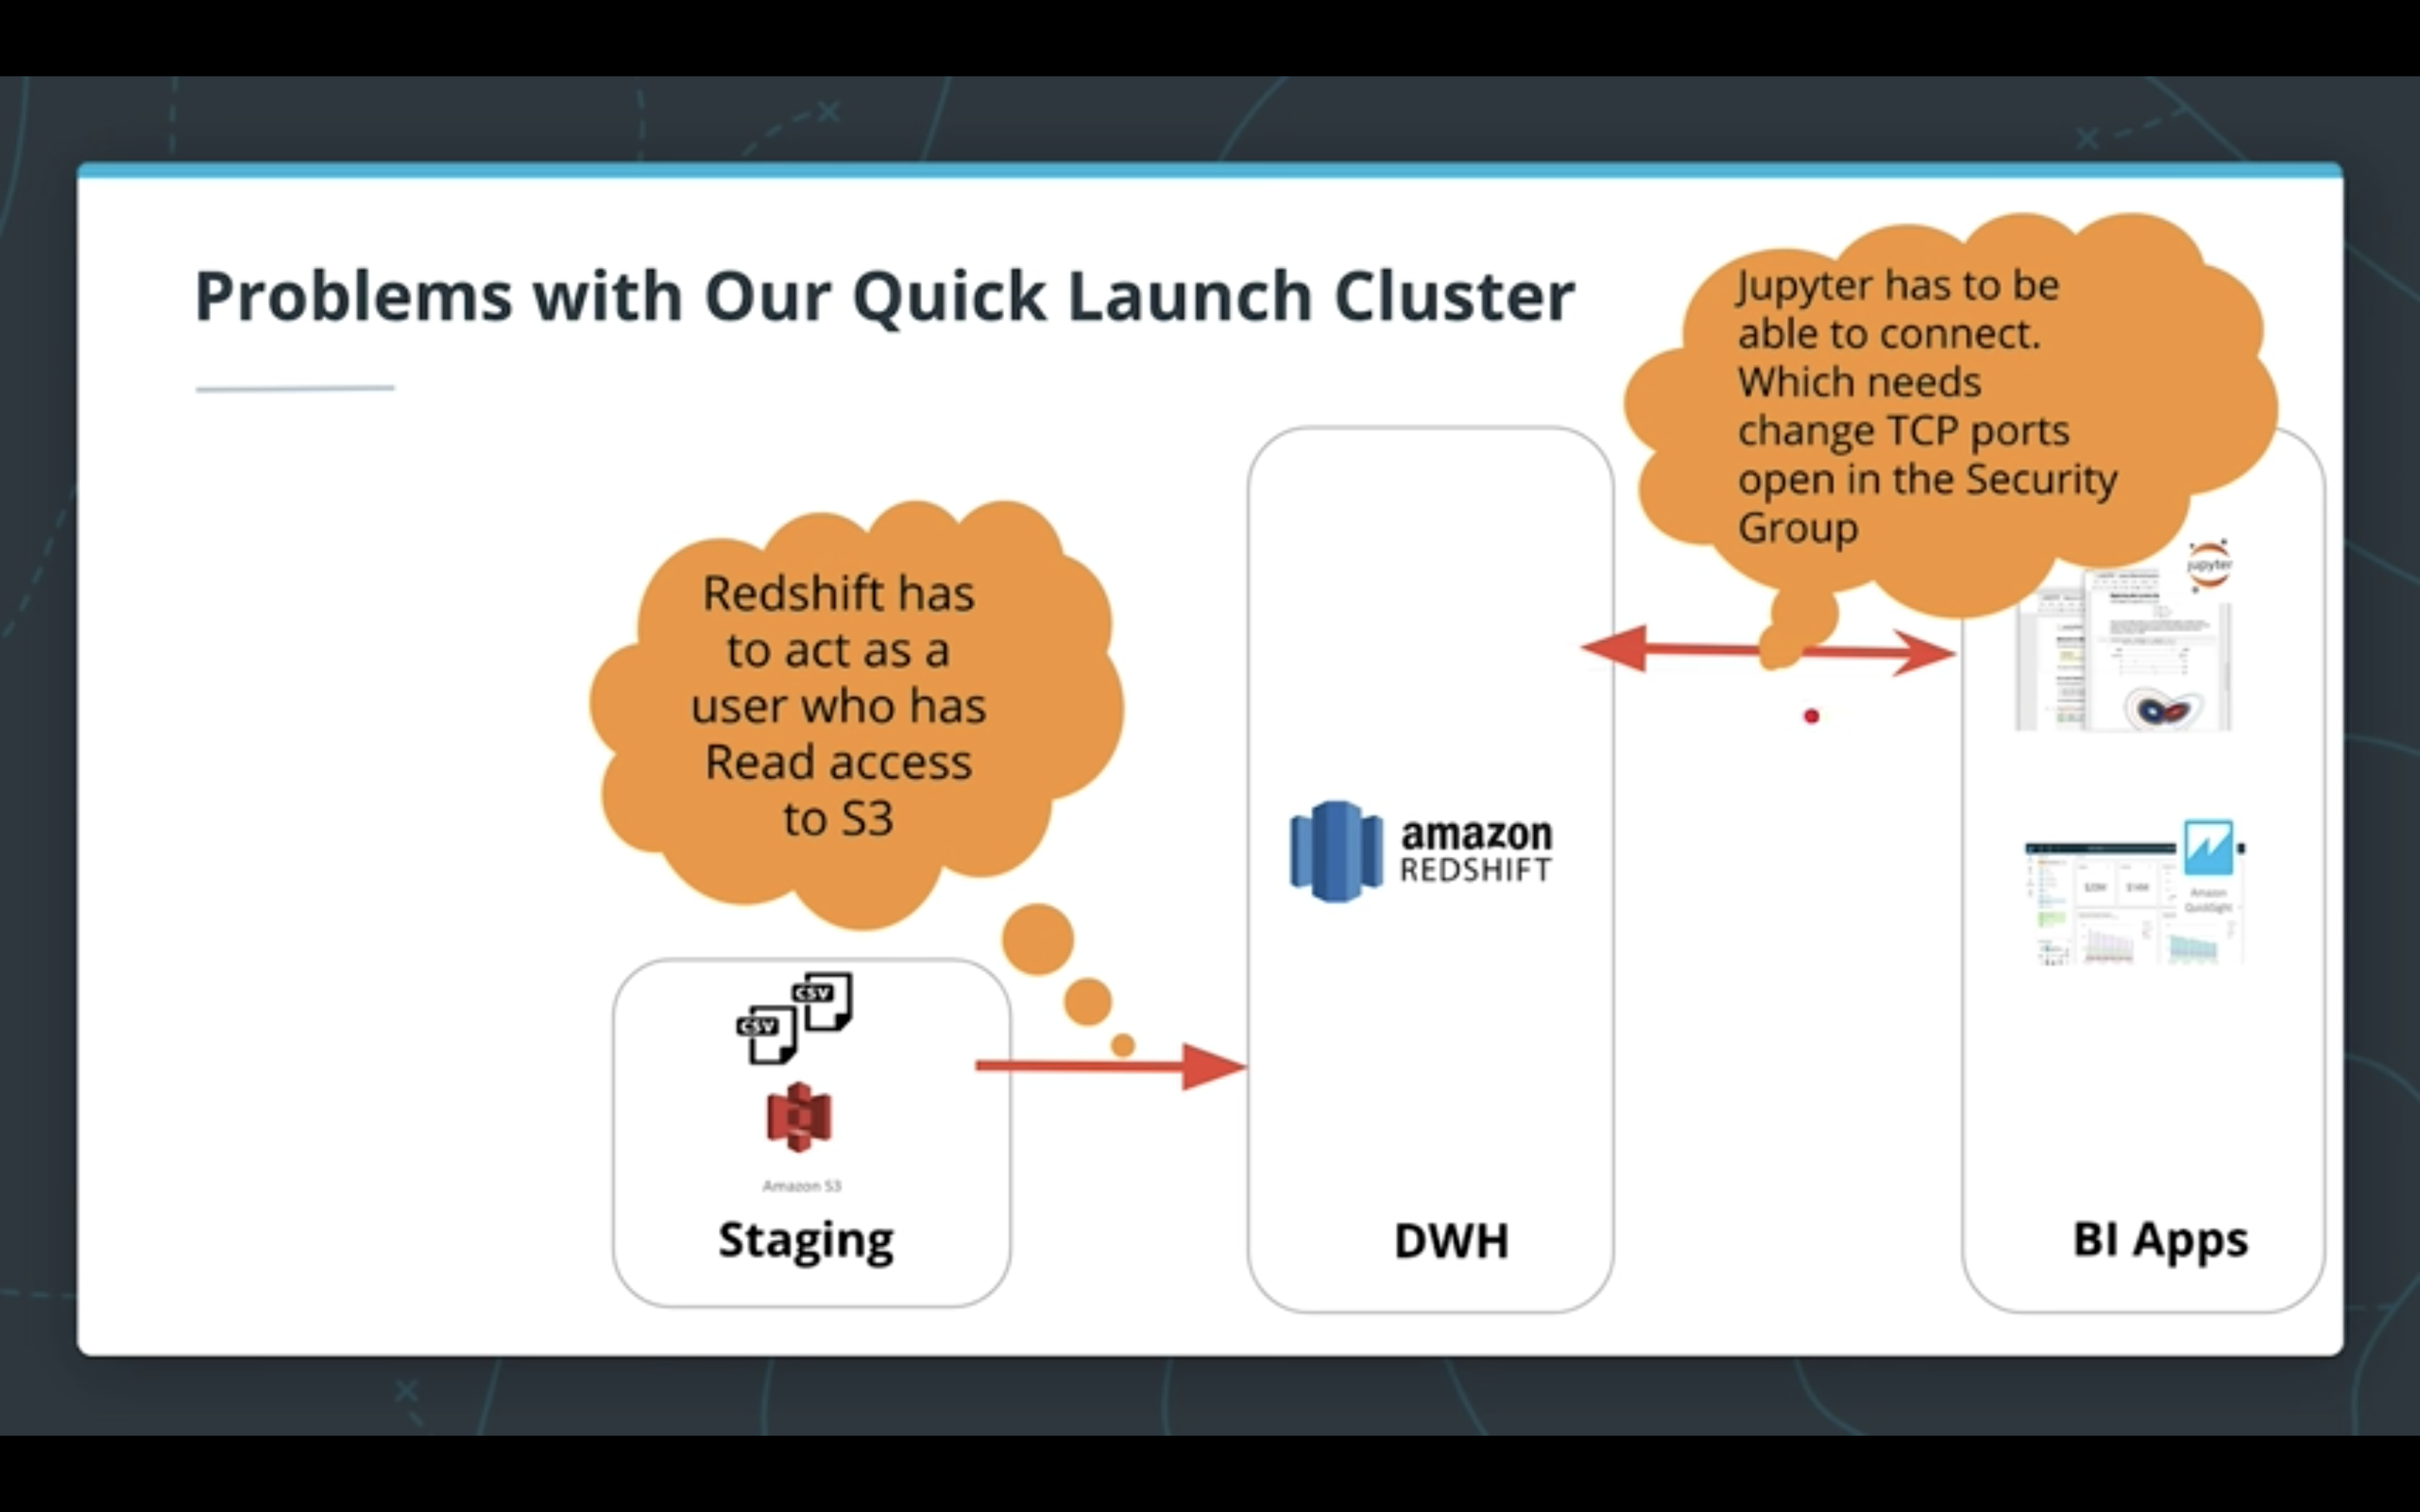 Problems with Our Quick Launch Cluster
Jupyter has to be
able to connect.
Which needs
change TCP ports
open in the Security
Group
Redshift has
to act as a
user who has
Read access
to S3
jupyter
amazon
REDSHIFT
Amazon
QuickSight
CSV
CSV
Amazon S3
Staging
DWH
BI Apps